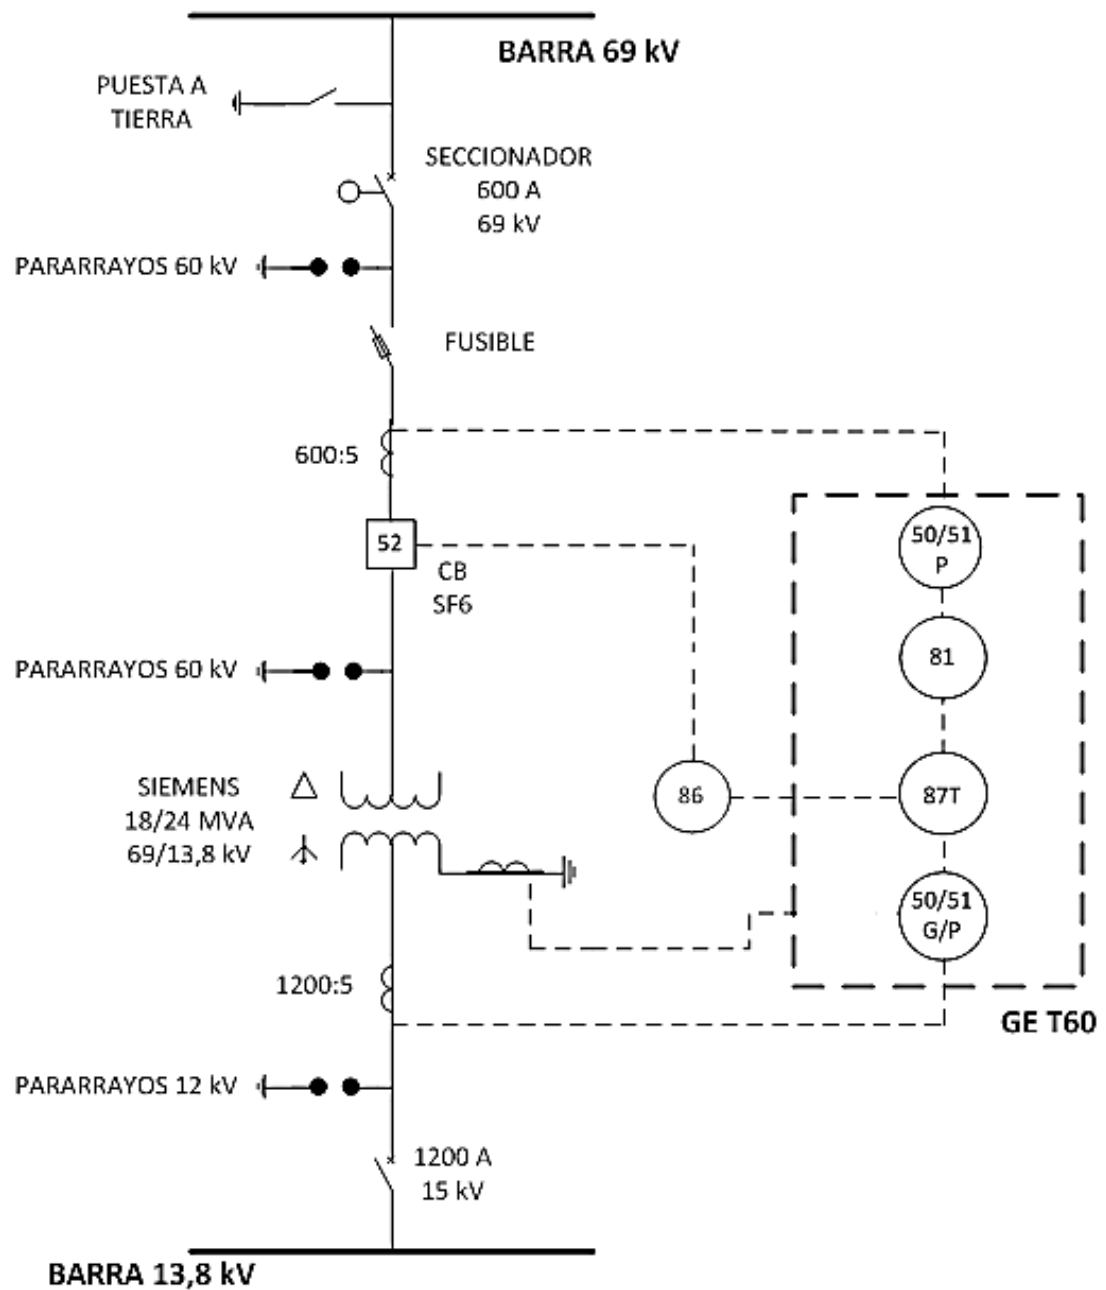 BARRA 69 kV
PUESTA A
TIERRA
SECCIONADOR
600 A
69 kV
PARARRAYOS 60 kV
FUSIBLE
600:5
52
CB
SF6
50/51
P
81
PARARRAYOS 60 kV
SIEMENS
18/24 MVA
69/13,8 kV
86
87T
50/51
G/P
1200:5
GE T60
PARARRAYOS 12 kV
1200 A
15 kV
BARRA 13,8 kV